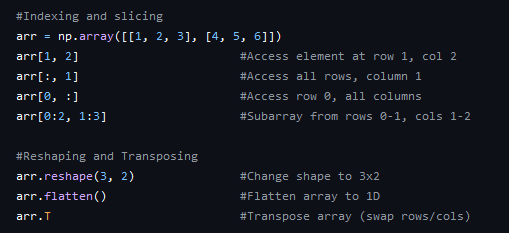 #Indexing and slicing
arr = np.array([[1, 2, 3], [4, 5, 6]])
arr[1, 2] #Access element at row 1, col 2
arr[:, 1] #Access all rows, column 1
arr[0, :] #Access row 0, all columns
arr[0:2, 1:3] #Subarray from rows 0-1, cols 1-2
#Reshaping and Transposing
arr.reshape(3, 2) #Change shape to 3x2
arr.flatten() #Flatten array to 1D
arr.T #Transpose array (swap rows/cols)